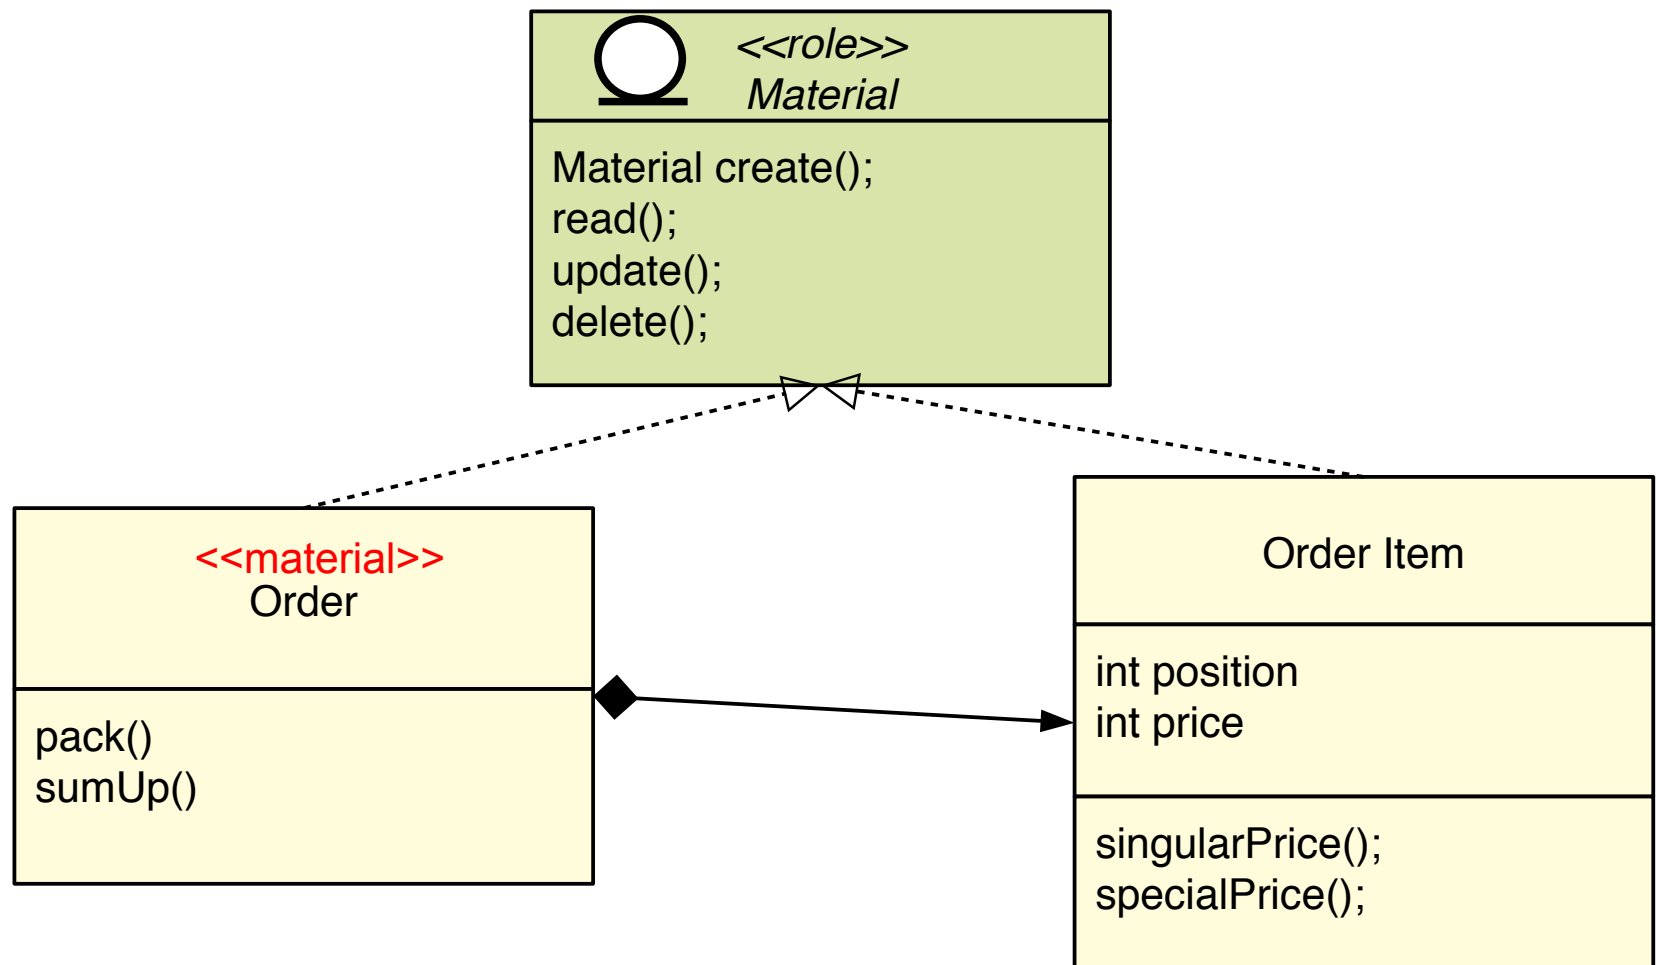 <<role>>
Material
Material create();
read();
update();
delete();
<<material>>
Order
pack()
sumUp()
Order Item
int position
int price
singularPrice();
specialPrice();